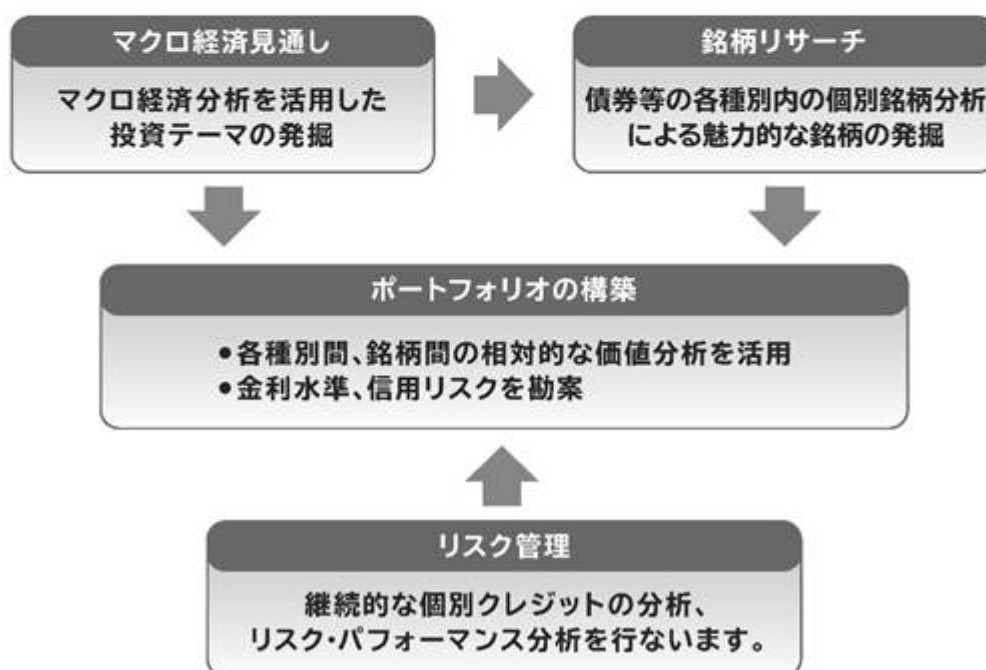 マクロ経済見通し
マクロ経済分析を活用した
投資テーマの発掘
銘柄リサーチ
債券等の各種別内の個別銘柄分析
による魅力的な銘柄の発掘
ポートフォリオの構築
●各種別間、銘柄間の相対的な価値分析を活用
●金利水準、信用リスクを勘案
リスク管理
継続的な個別クレジットの分析、
リスク・パフォーマンス分析を行ないます。